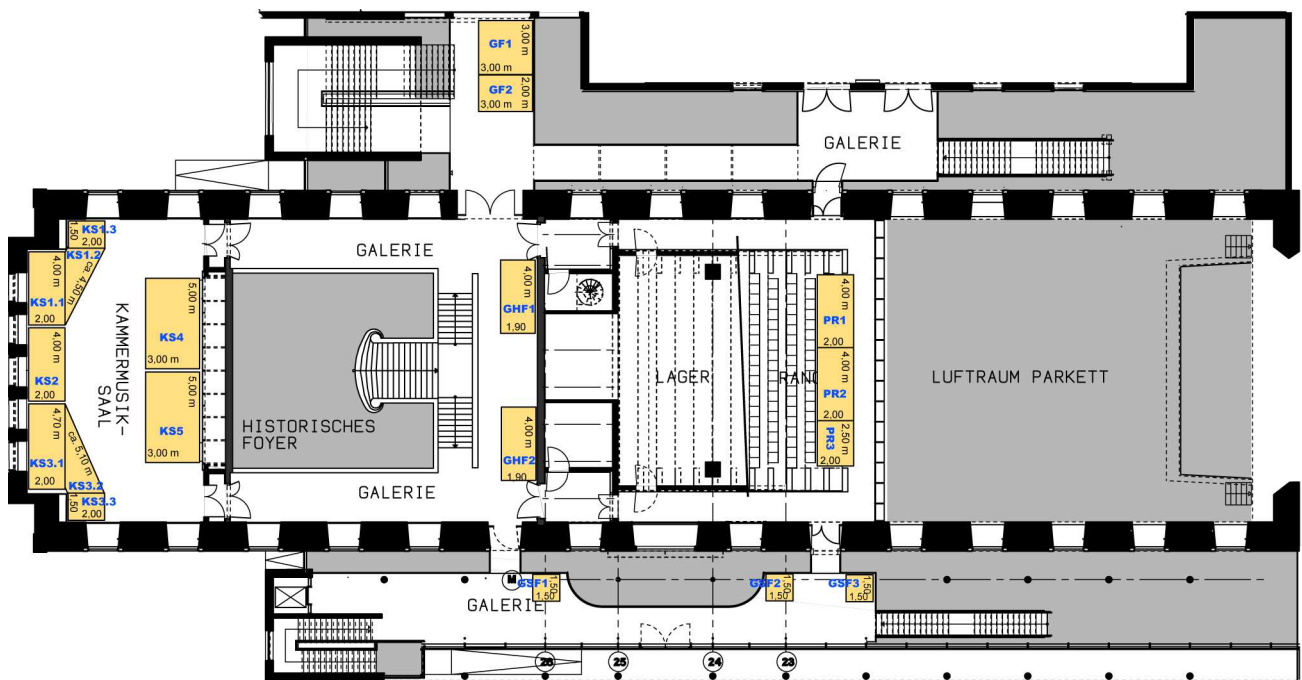 GF1
3,00 m
3,00 m
GF2
2,00 m
3,00 m
GALERIE
KS1.3
1,50
2,00
KS1.2
ca. 4,50 m
4,00 m
KS1.1
2,00
4,00 m
KS2
2,00
4,70 m
KS3.1
2,00
ca. 5,10 m
KS3.2
KS3.3
1,50
2,00
KAMMERMUSIK-
SAAL
5,00 m
KS4
3,00 m
5,00 m
KS5
3,00 m
GALERIE
HISTORISCHES
FOYER
GALERIE
4,00 m
GHF1
1.90
4,00 m
GHF2
1.90
LAGER
RANG
4,00 m
PR1
2,00
4,00 m
PR2
2,00
2,50 m
PR3
2,00
LUFTRAUM PARKETT
M
GSF1
1,50
1,50
GALERIE
GSF2
1,50
1,50
GSF3
1,50
1,50
26
25
24
23